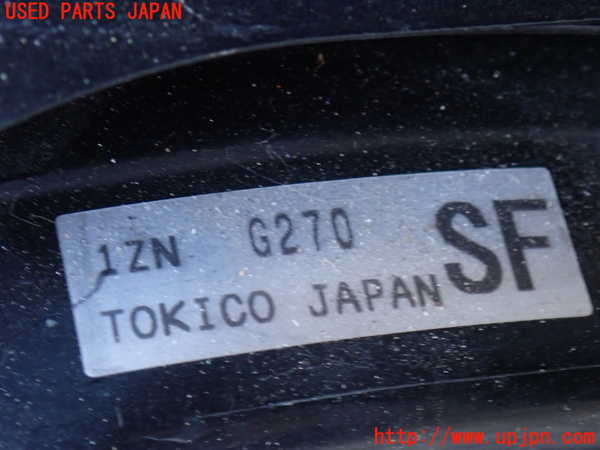 USED PARTS JAPAN
1ZN G270 SF
TOKICO JAPAN
http://www.upjpn.com